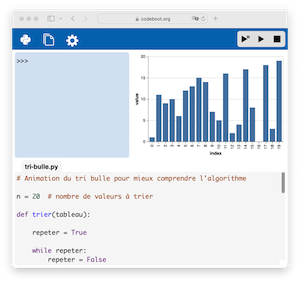 codeboot.org
>>>
20
15
10
5
0
value
0 1 2 3 4 5 6 7 8 9 10 11 12 13 14 15 16 17 18 19
index
tri-bulle.py
# Animation du tri bulle pour mieux comprendre l'algorithme
n = 20 # nombre de valeurs à trier
def trier(tableau):
repeter = True
while repeter:
repeter = False